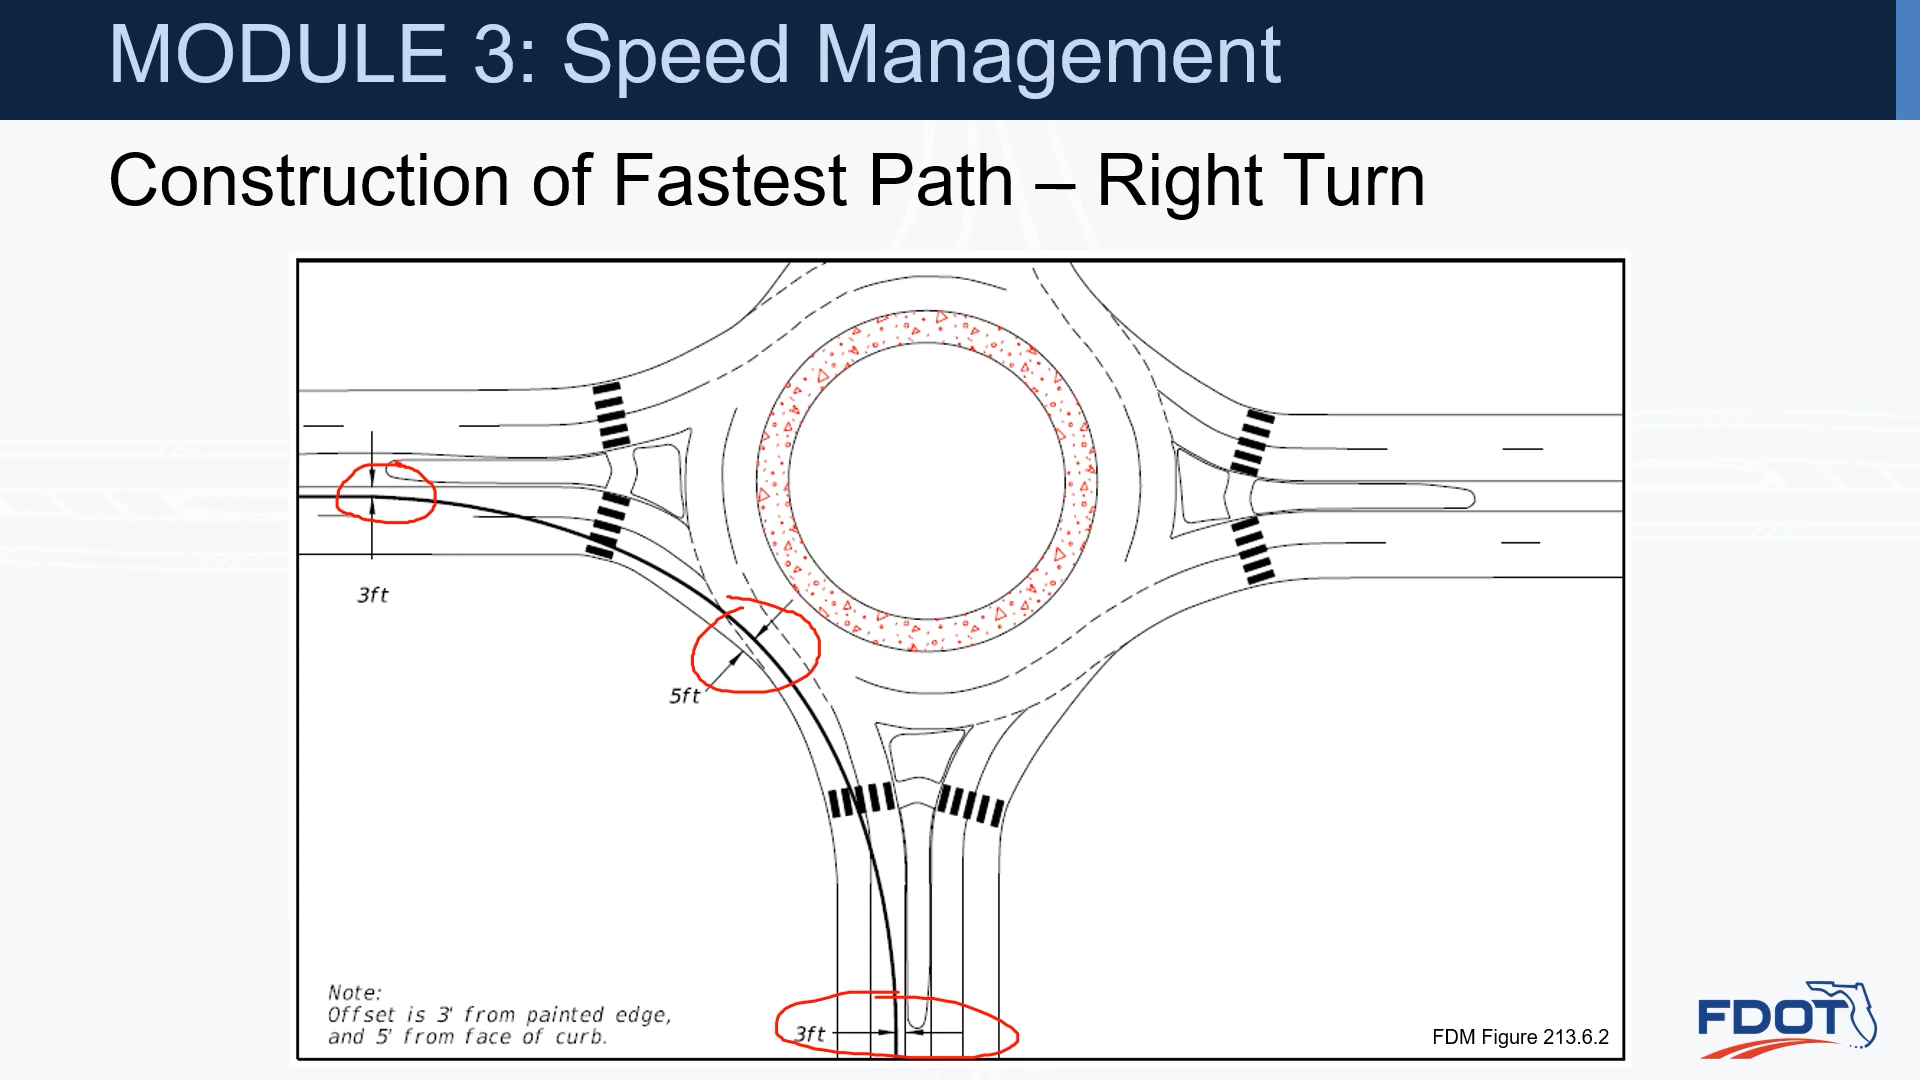 MODULE 3: Speed Management
Construction of Fastest Path – Right Turn
3ft
5ft
3ft
Note:
Offset is 3' from painted edge,
and 5' from face of curb.
FDM Figure 213.6.2
FDOT